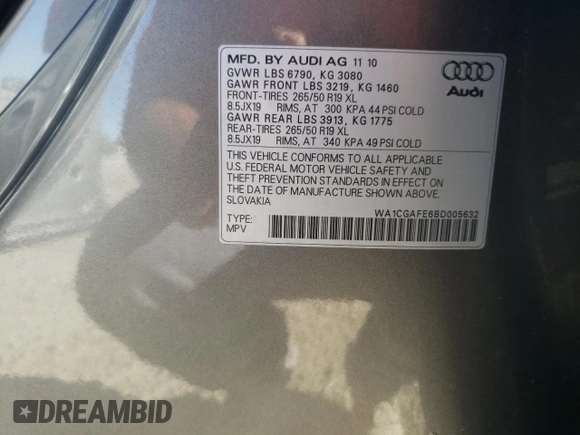 MFD. BY AUDI AG 11 10
GVWR LBS 6790, KG 3080
GAWR FRONT LBS 3219, KG 1460
FRONT-TIRES 265/50 R19 XL
8.5JX19 RIMS, AT 300 KPA 44 PSI COLD
GAWR REAR LBS 3913, KG 1775
REAR-TIRES 265/50 R19 XL
8.5JX19 RIMS, AT 340 KPA 49 PSI COLD
THIS VEHICLE CONFORMS TO ALL APPLICABLE
U.S. FEDERAL MOTOR VEHICLE SAFETY AND
THEFT PREVENTION STANDARDS IN EFFECT ON
THE DATE OF MANUFACTURE SHOWN ABOVE.
SLOVAKIA
TYPE:
MPV
WA1CGAFE6BD005632
Audi
DREAMBID